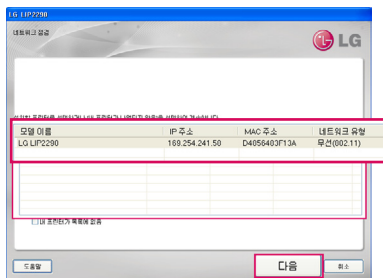 LG LIP2290
네트워크 연결
LG
모델 이름 IP 주소 MAC 주소 네트워크 유형
LG LIP2290 169.254.241.50 D4056403F13A 무선(802.11)
내 프린터가 목록에 없음
도움말 다음 취소